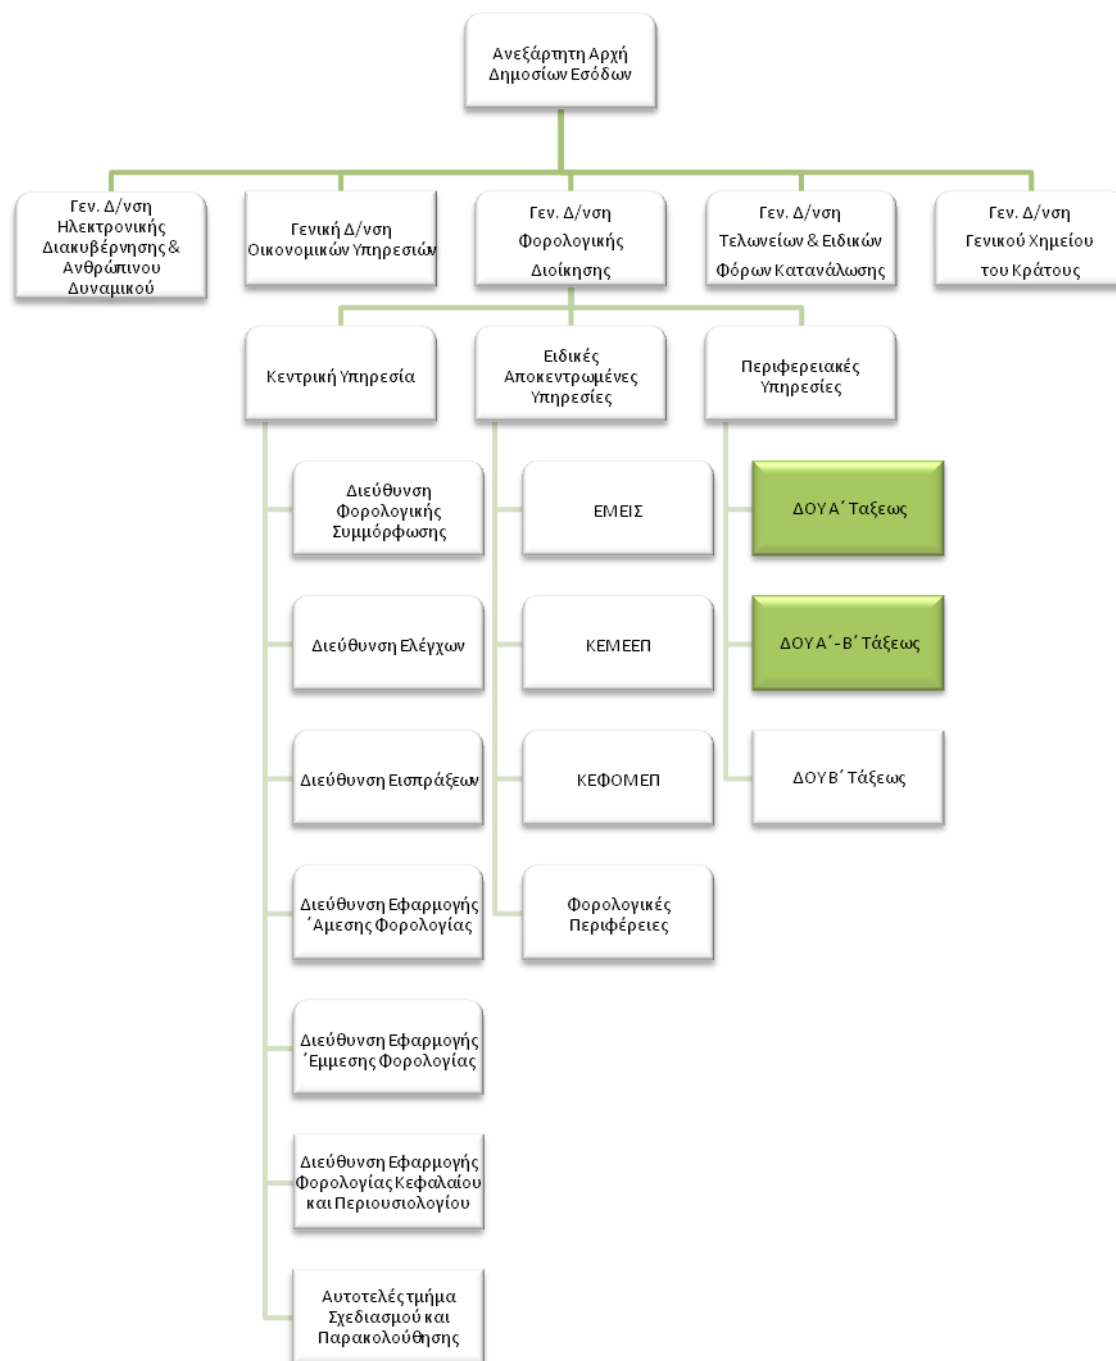 Ανεξάρτητη Αρχή
Δημοσίων Εσόδων
Γεν. Δ/νση
Ηλεκτρονικής
Διακυβέρνησης &
Ανθρώπινου
Δυναμικού
Γενική Δ/νση
Οικονομικών Υπηρεσιών
Γεν. Δ/νση
Φορολογικής
Διοίκησης
Γεν. Δ/νση
Τελωνείων & Ειδικών
Φόρων Κατανάλωσης
Γεν. Δ/νση
Γενικού Χημείου
του Κράτους
Κεντρική Υπηρεσία
Ειδικές
Αποκεντρωμένες
Υπηρεσίες
Περιφερειακές
Υπηρεσίες
Διεύθυνση
Φορολογικής
Συμμόρφωσης
ΕΜΕΙΣ
ΔΟΥ Α΄ Ταξεως
Διεύθυνση Ελέγχων
ΚΕΜΕΕΠ
ΔΟΥ Α΄ - Β΄ Τάξεως
Διεύθυνση Εισπράξεων
ΚΕΦΟΜΕΠ
ΔΟΥ Β΄ Τάξεως
Διεύθυνση Εφαρμογής
΄Αμεσης Φορολογίας
Φορολογικές
Περιφέρειες
Διεύθυνση Εφαρμογής
΄Εμμεσης Φορολογίας
Διεύθυνση Εφαρμογής
Φορολογίας Κεφαλαίου
και Περιουσιολογίου
Αυτοτελές τμήμα
Σχεδιασμού και
Παρακολούθησης